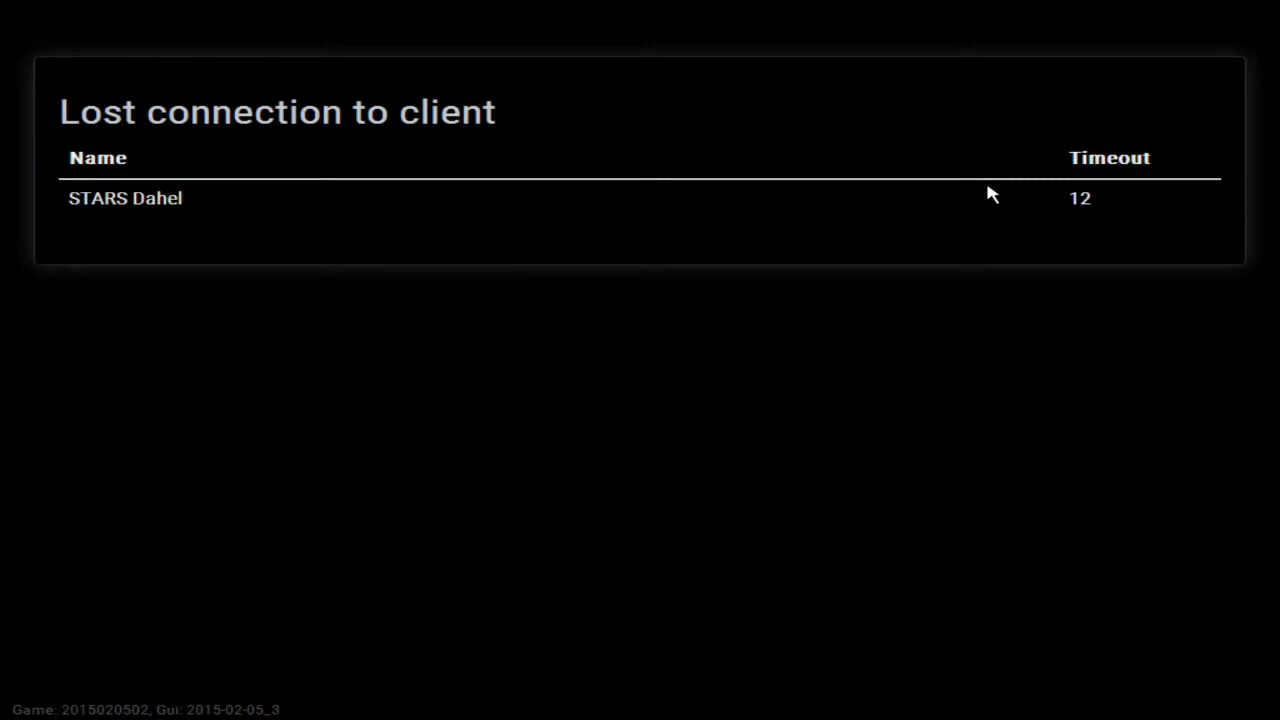 Lost connection to client
Name Timeout
STARS Dahel 12
Game: 2015020502, Gui: 2015-02-05_3